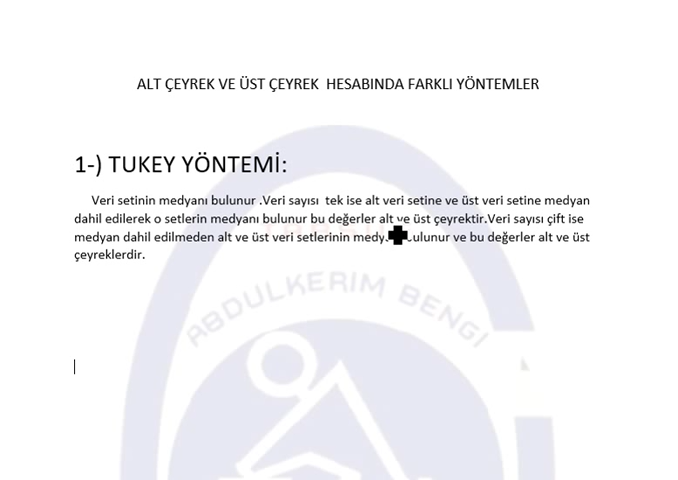 ALT ÇEYREK VE ÜST ÇEYREK HESABINDA FARKLI YÖNTEMLER
1-) TUKEY YÖNTEMİ:
Veri setinin medyanı bulunur .Veri sayısı tek ise alt veri setine ve üst veri setine medyan
dahil edilerek o setlerin medyanı bulunur bu değerler alt ve üst çeyrektir.Veri sayısı çift ise
medyan dahil edilmeden alt ve üst veri setlerinin ve bu değerler alt ve üst
çeyreklerdir.
ABDULKERIM BENGI